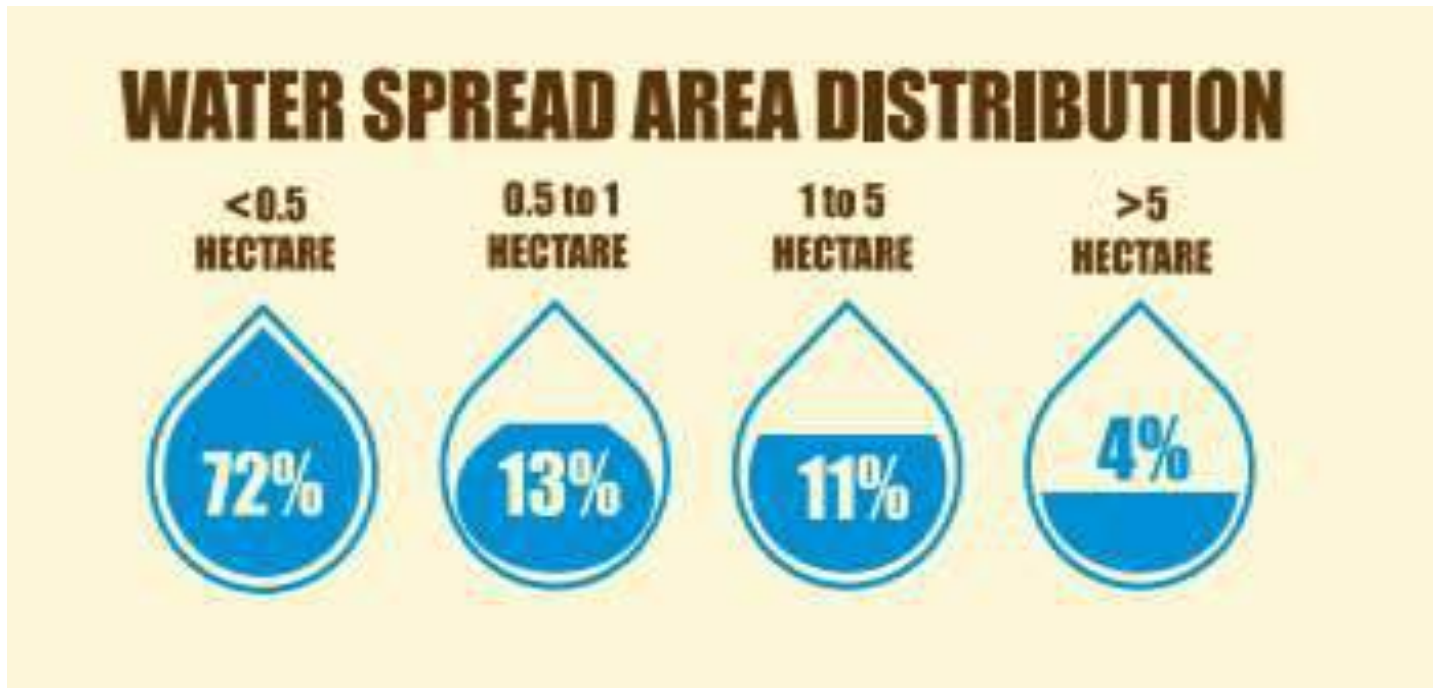 WATER SPREAD AREA DISTRIBUTION
<0.5
HECTARE
0.5 to 1
HECTARE
1 to 5
HECTARE
>5
HECTARE
72%
13%
11%
4%